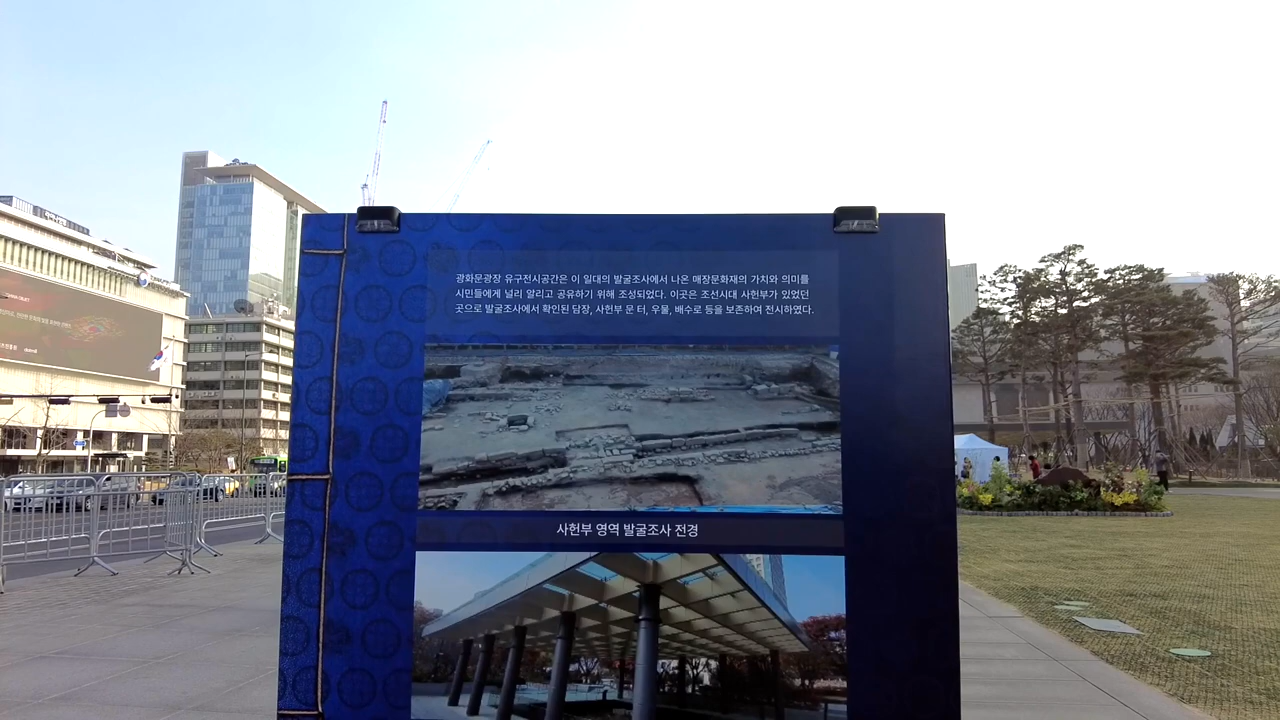 광화문광장 유구전시공간은 이 일대의 발굴조사에서 나온 매장문화재의 가치와 의미를
시민들에게 널리 알리고 공유하기 위해 조성되었다. 이곳은 조선시대 사헌부가 있었던
곳으로 발굴조사에서 확인된 담장, 사헌부 문 터, 우물, 배수로 등을 보존하여 전시하였다.
사헌부 영역 발굴조사 전경